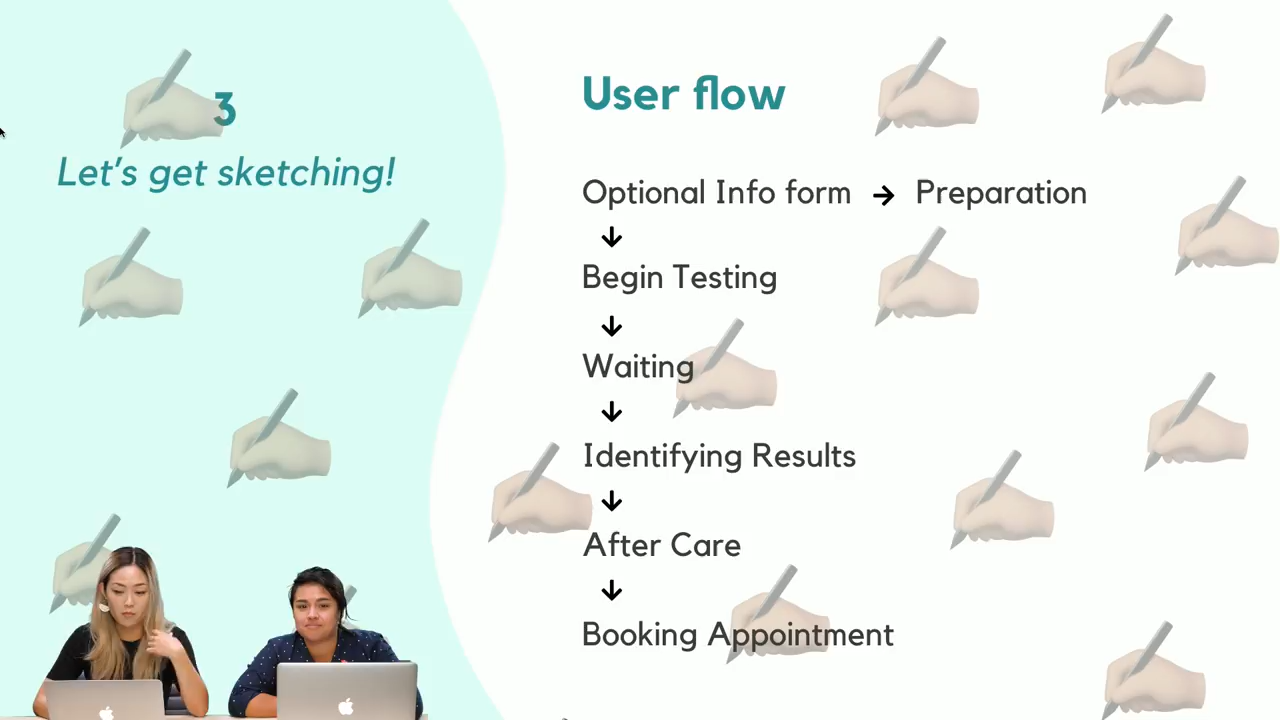 3
Let's get sketching!
User flow
Optional Info form → Preparation
↓
Begin Testing
↓
Waiting
↓
Identifying Results
↓
After Care
↓
Booking Appointment